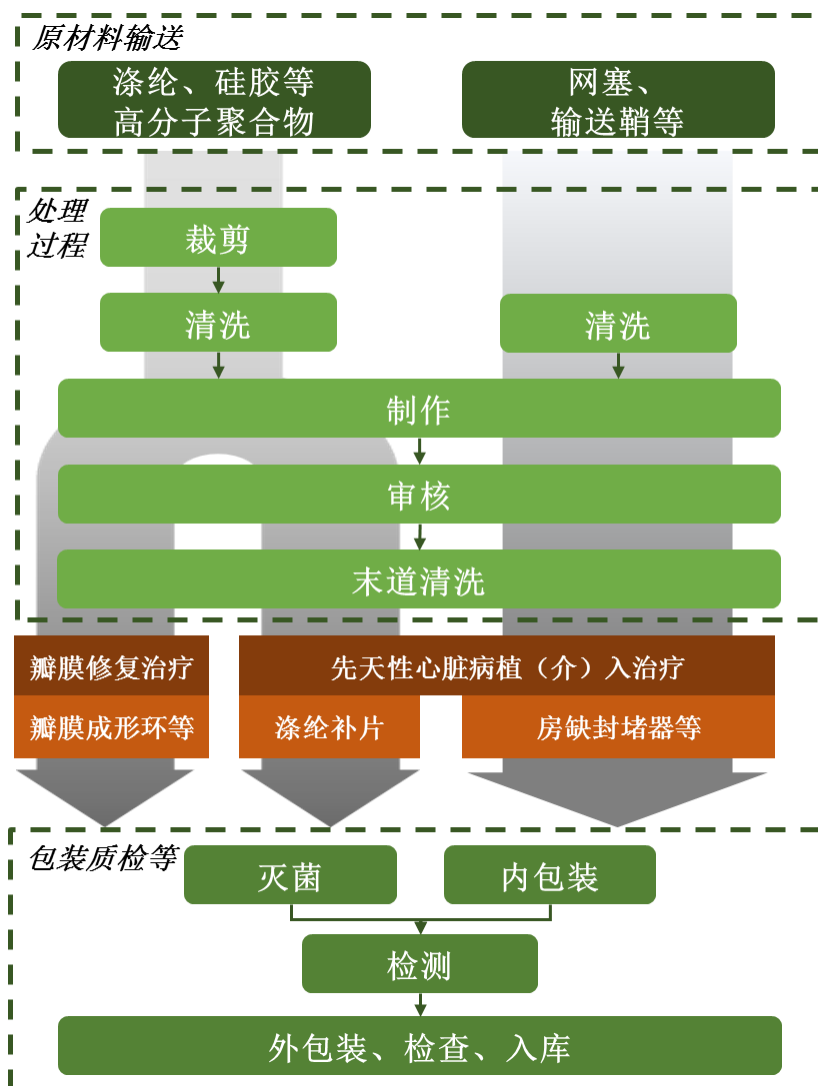 原材料输送
涤纶、硅胶等
高分子聚合物
网塞、
输送鞘等
处理
过程
裁剪
清洗
清洗
制作
审核
末道清洗
瓣膜修复治疗
先天性心脏病植（介）入治疗
瓣膜成形环等
涤纶补片
房缺封堵器等
包装质检等
灭菌
内包装
检测
外包装、检查、入库